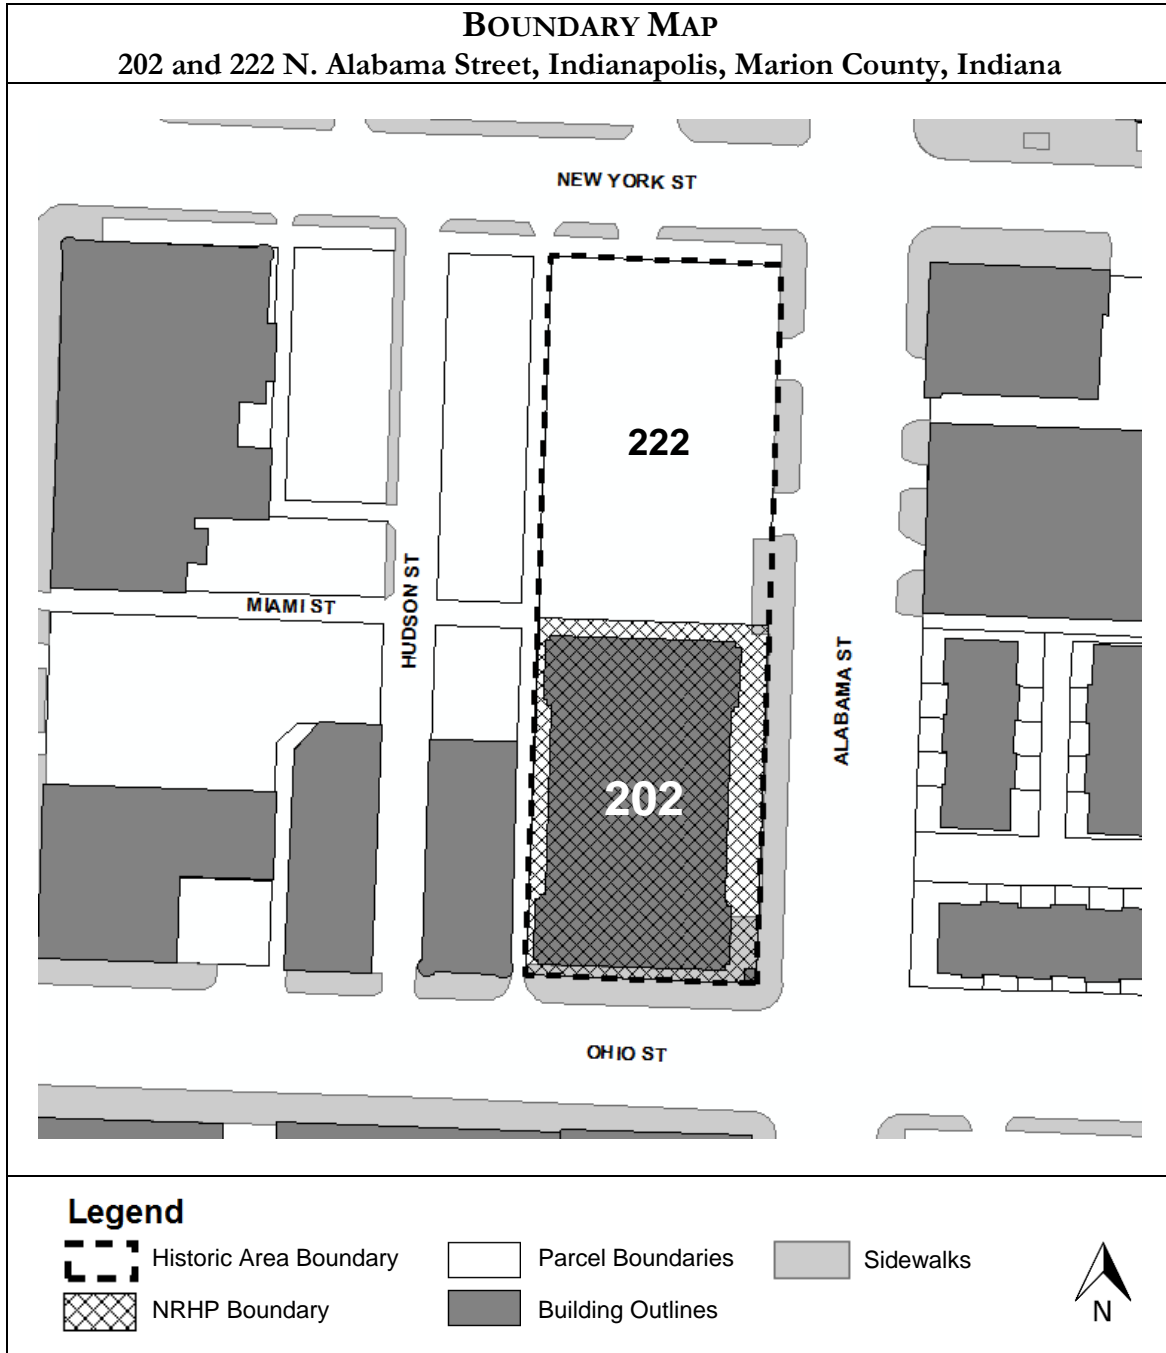 BOUNDARY MAP
202 and 222 N. Alabama Street, Indianapolis, Marion County, Indiana
NEW YORK ST
222
HUDSON ST
MIAMI ST
ALABAMA ST
202
OHIO ST
Legend
Historic Area Boundary
Parcel Boundaries
Sidewalks
NRHP Boundary
Building Outlines
N